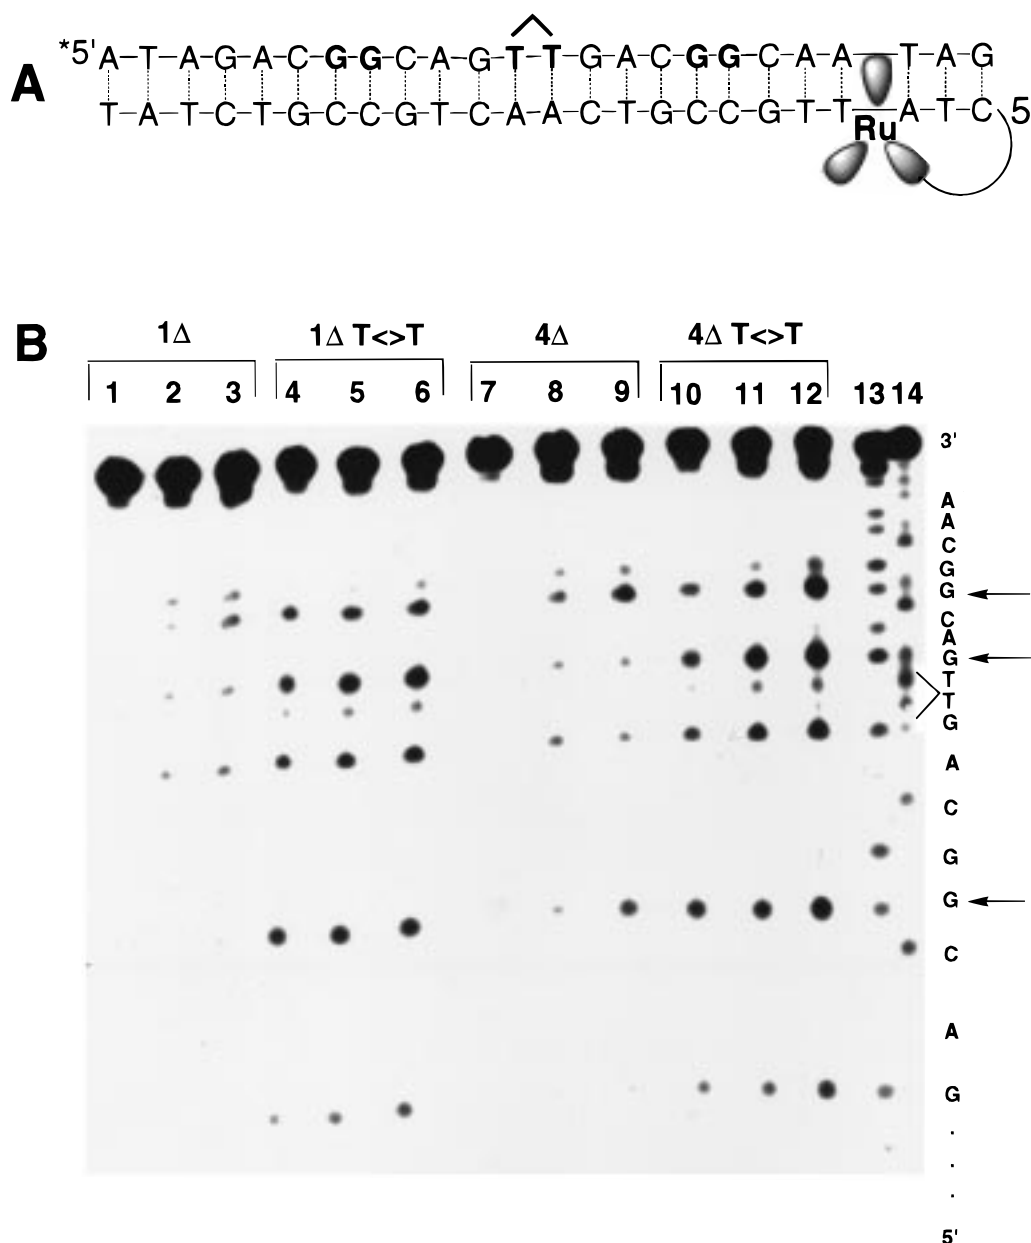 A
*5'A-T-A-G-A-C-G-G-C-A-G-T-T-G-A-C-G-G-C-A-A-T-A-G
T-A-T-C-T-G-C-C-G-T-C-A-A-C-T-G-C-C-G-T-T-A-T-C 5
Ru
B
1Δ 1Δ T<>T 4Δ 4Δ T<>T
1 2 3 4 5 6 7 8 9 10 11 12 13 14
3'
A
A
C
G
G
C
A
G
T
T
G
A
C
G
G
C
A
G
.
.
.
5'